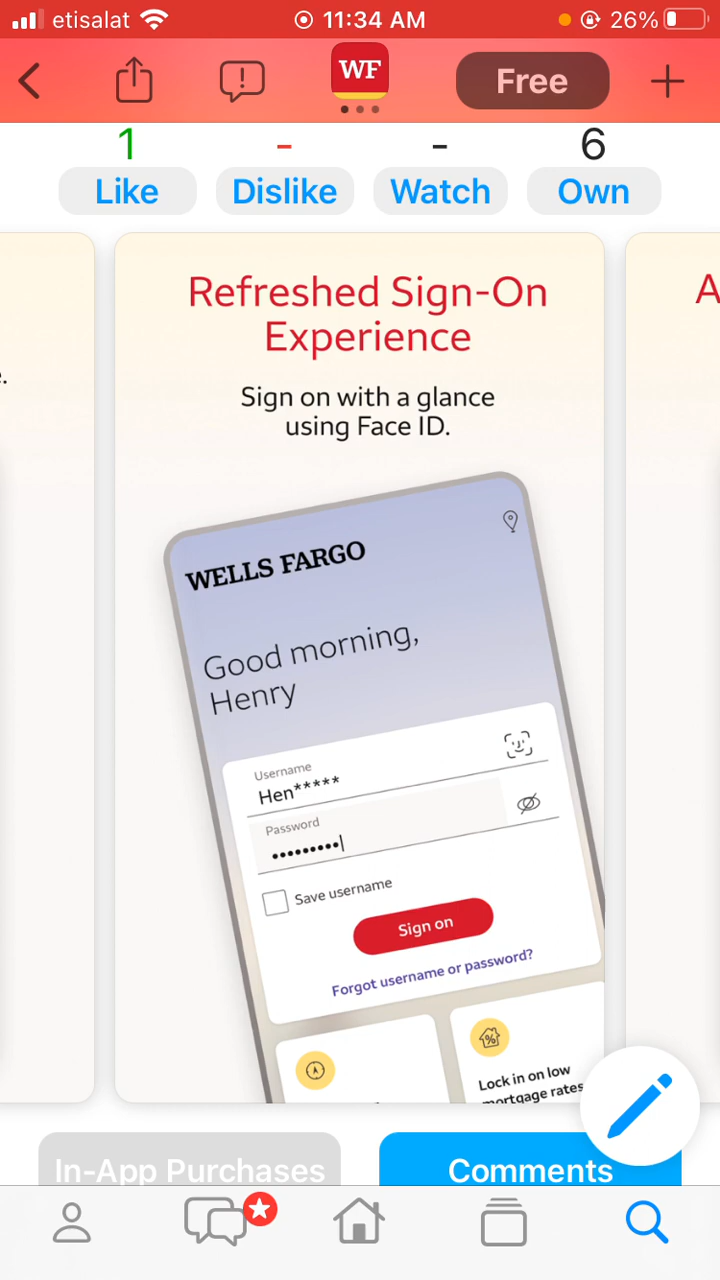 etisalat 11:34 AM 26%
WF Free
1 - - 6
Like Dislike Watch Own
Refreshed Sign-On
Experience
Sign on with a glance
using Face ID.
WELLS FARGO
Good morning,
Henry
Username
Hen*****
Password
•••••••••
Save username
Sign on
Forgot username or password?
Lock in on low
mortgage rates
A
In-App Purchases Comments